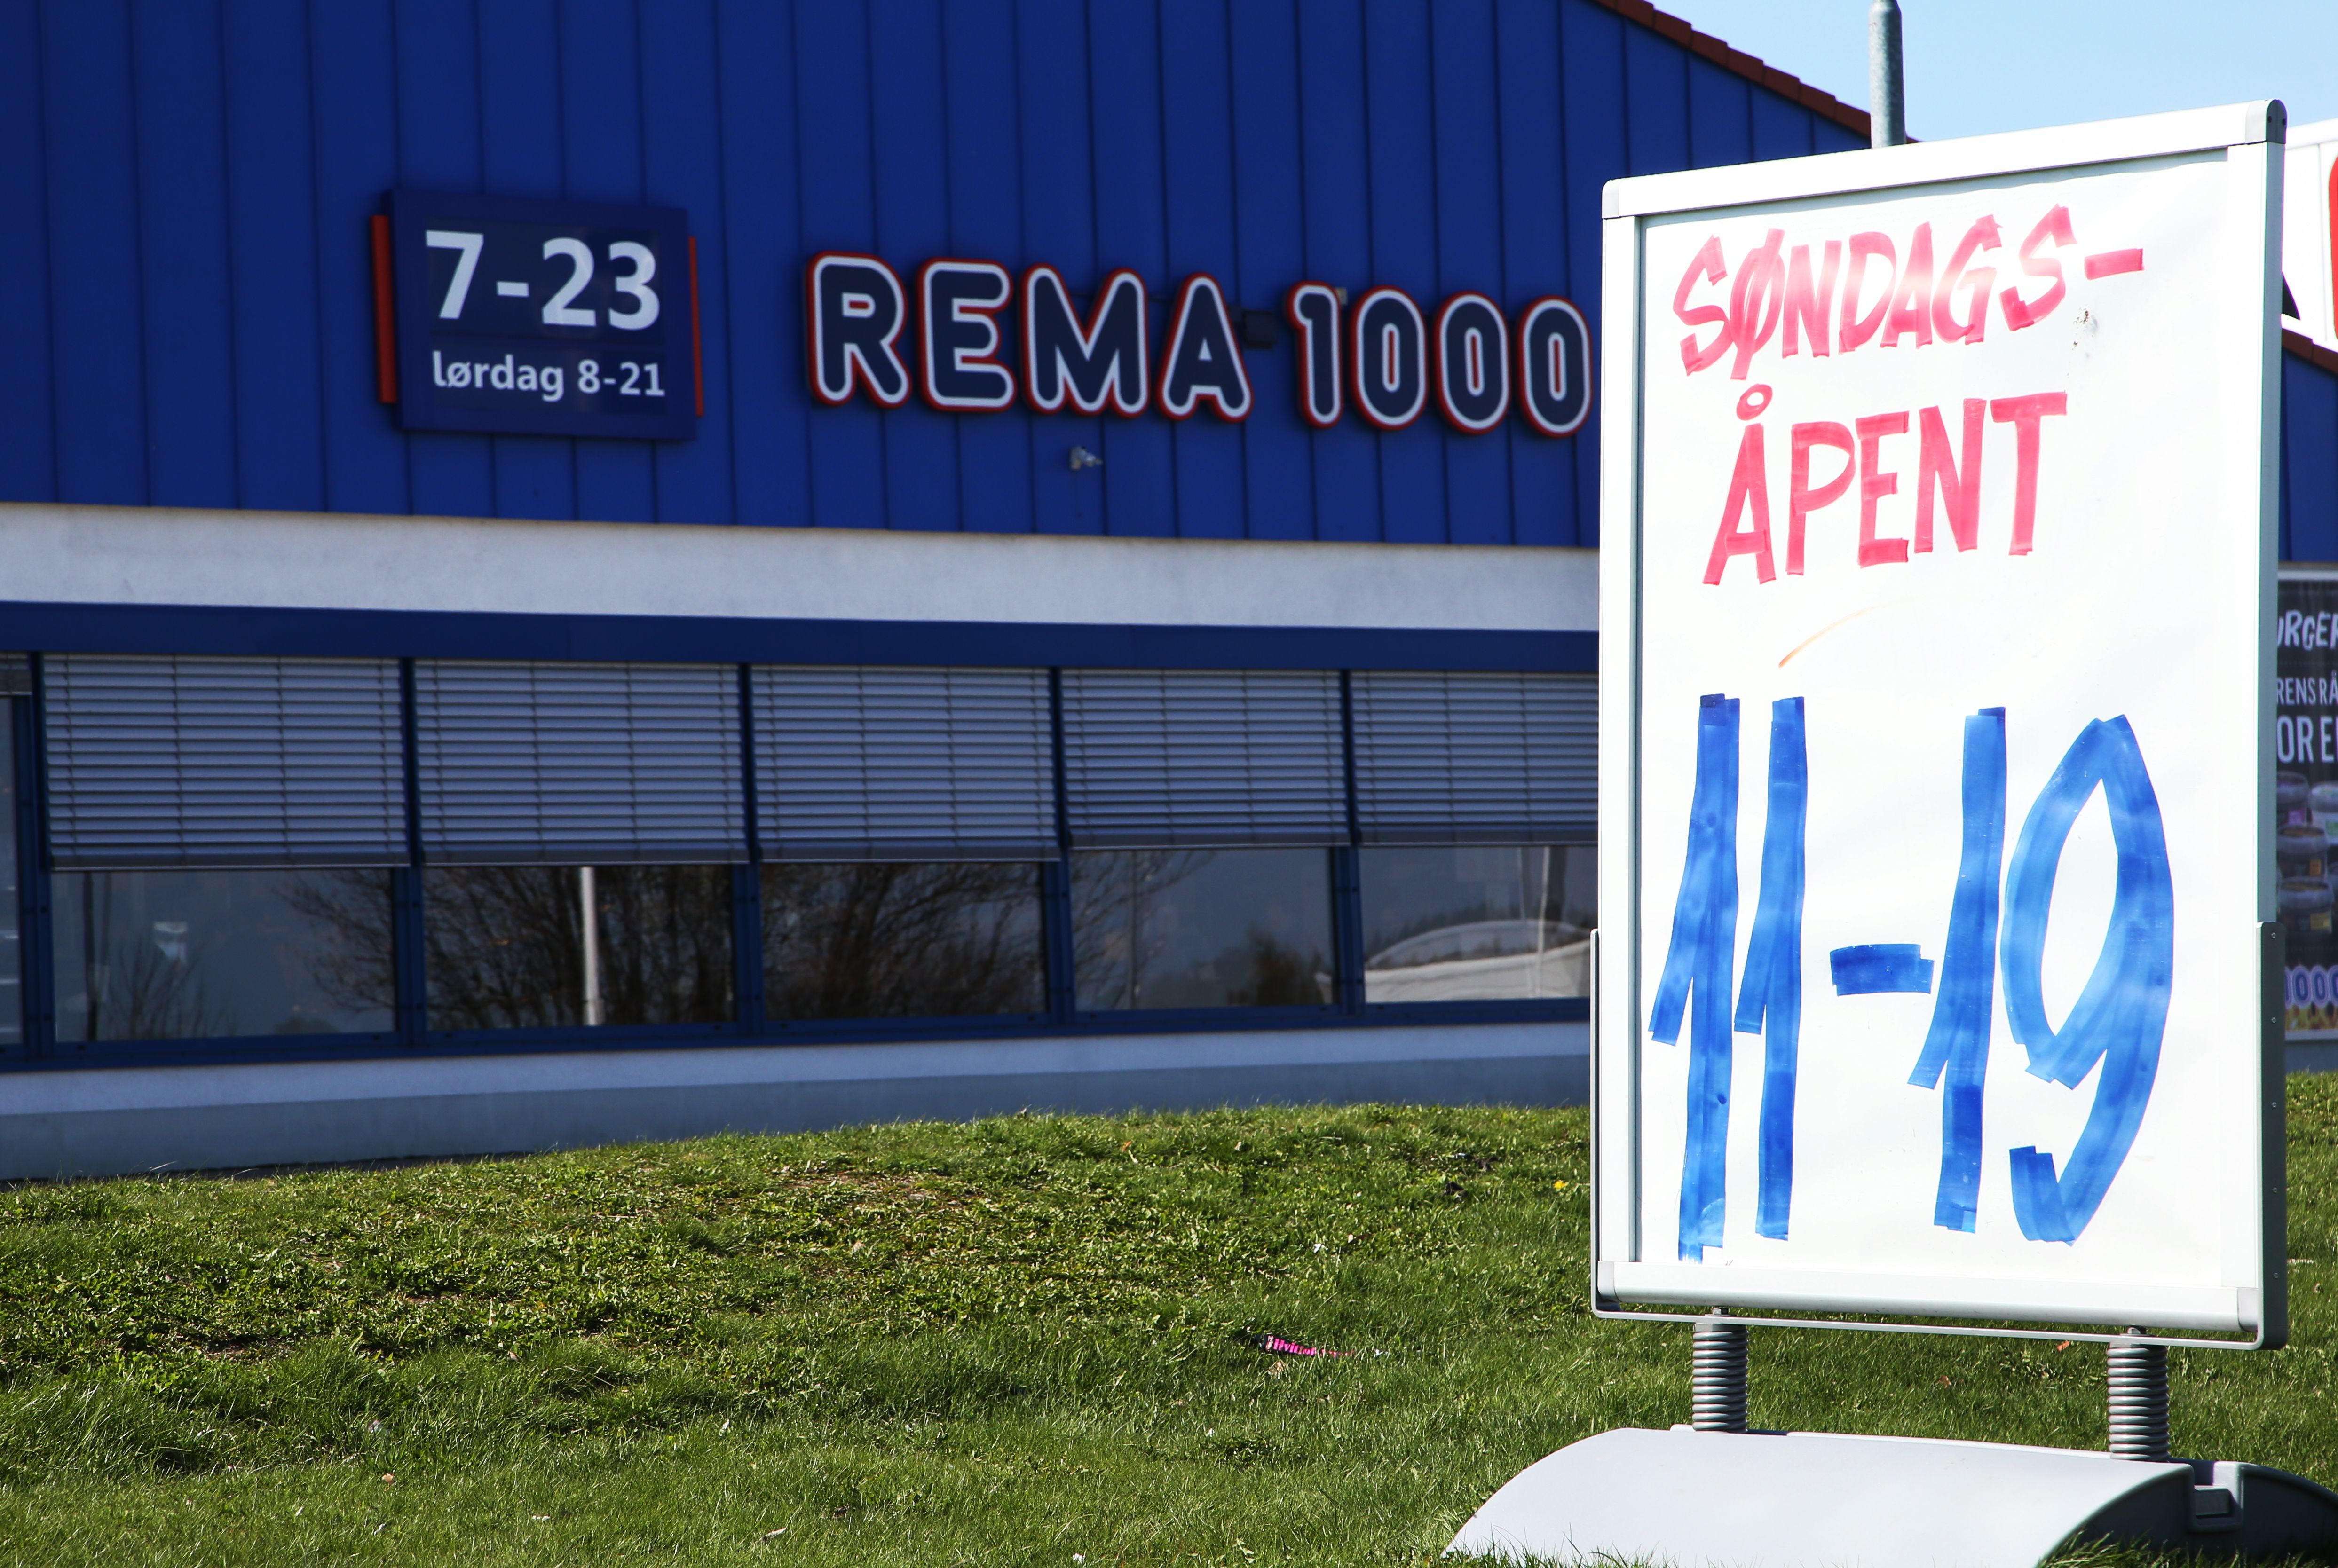 7-23
lørdag 8-21
REMA 1000
SØNDAGS-
ÅPENT
11-19